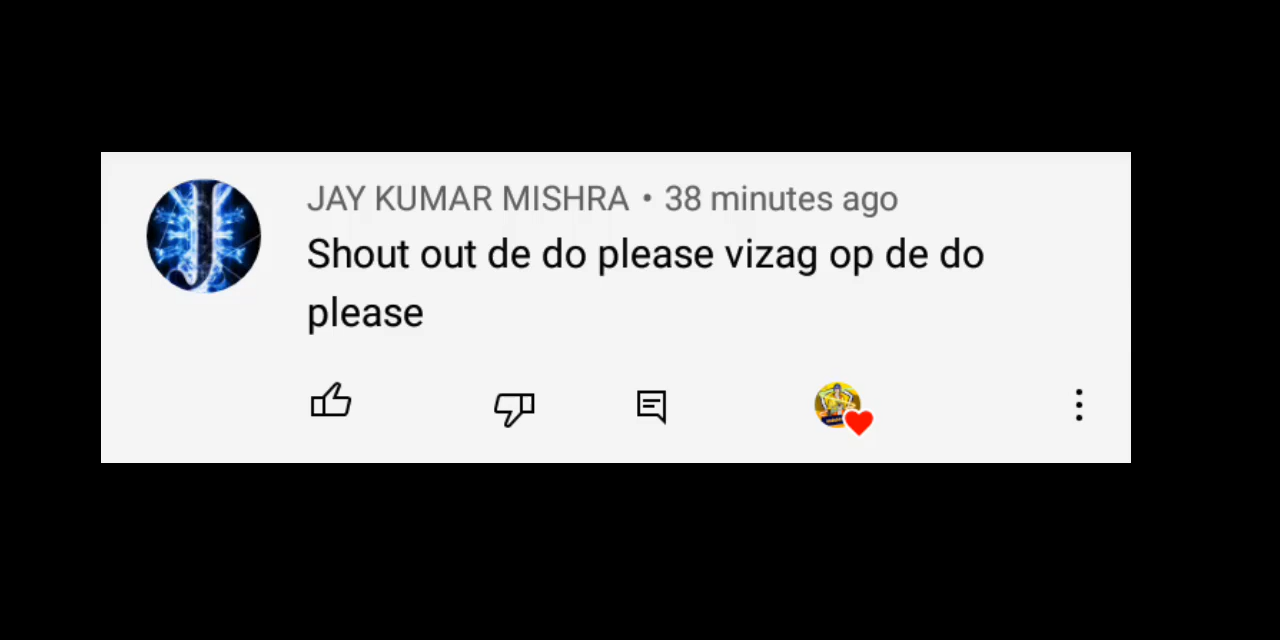 JAY KUMAR MISHRA • 38 minutes ago
Shout out de do please vizag op de do
please